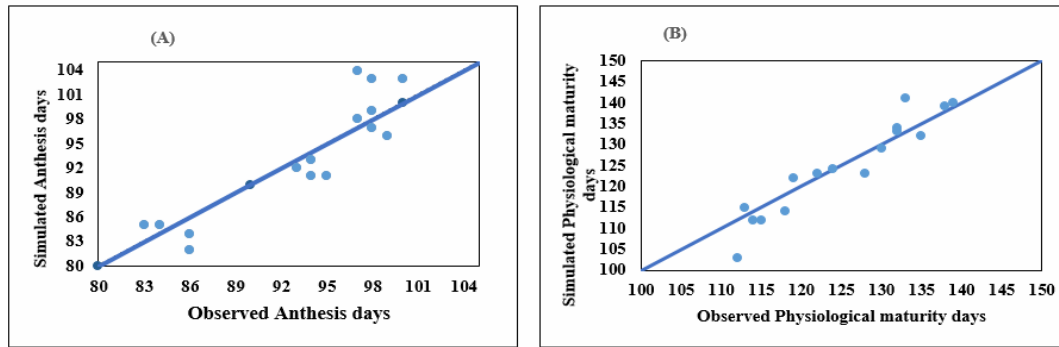 (A)
Simulated Anthesis days
104
101
98
95
92
89
86
83
80
80 83 86 89 92 95 98 101 104
Observed Anthesis days
(B)
Simulated Physiological maturity
days
150
145
140
135
130
125
120
115
110
105
100
100 105 110 115 120 125 130 135 140 145 150
Observed Physiological maturity days